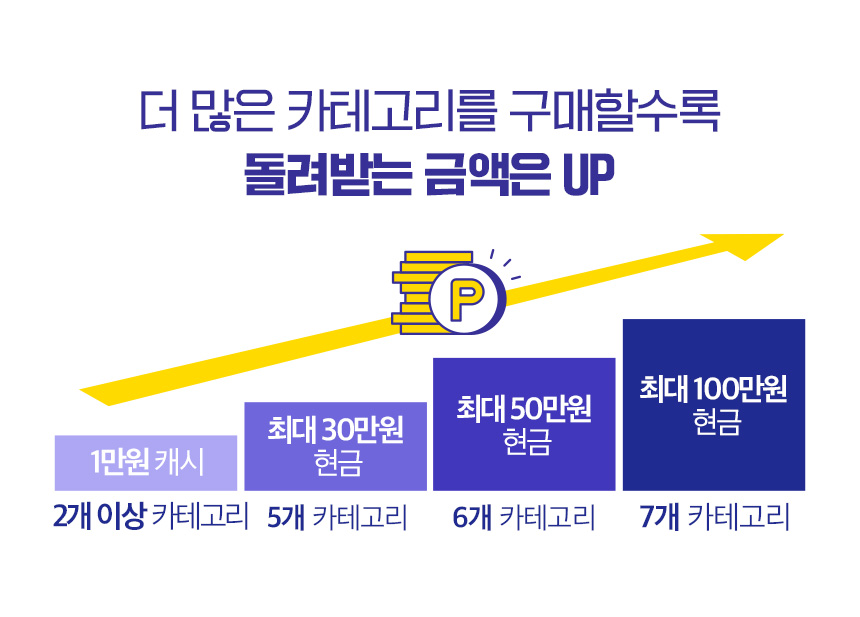 더 많은 카테고리를 구매할수록
돌려받는 금액은 UP
P
1만원 캐시
2개 이상 카테고리
최대 30만원
현금
5개 카테고리
최대 50만원
현금
6개 카테고리
최대 100만원
현금
7개 카테고리